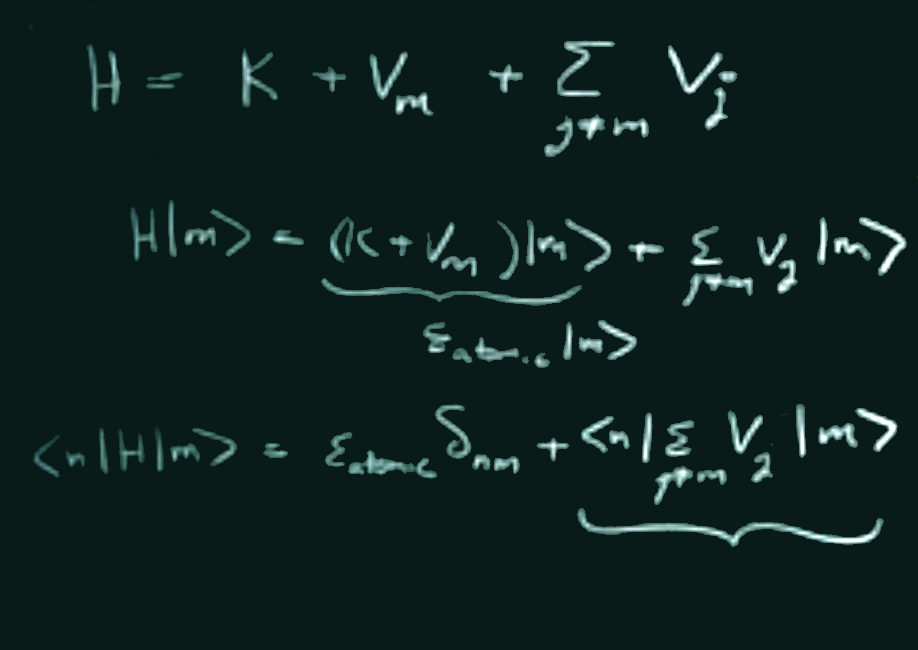 H = K + V_m + Σ_{j≠m} V_j
H|m> = (K + V_m)|m> + Σ_{j≠m} V_j |m>
ε_atomic |m>
<n|H|m> = ε_atomic δ_nm + <n| Σ_{j≠m} V_j |m>